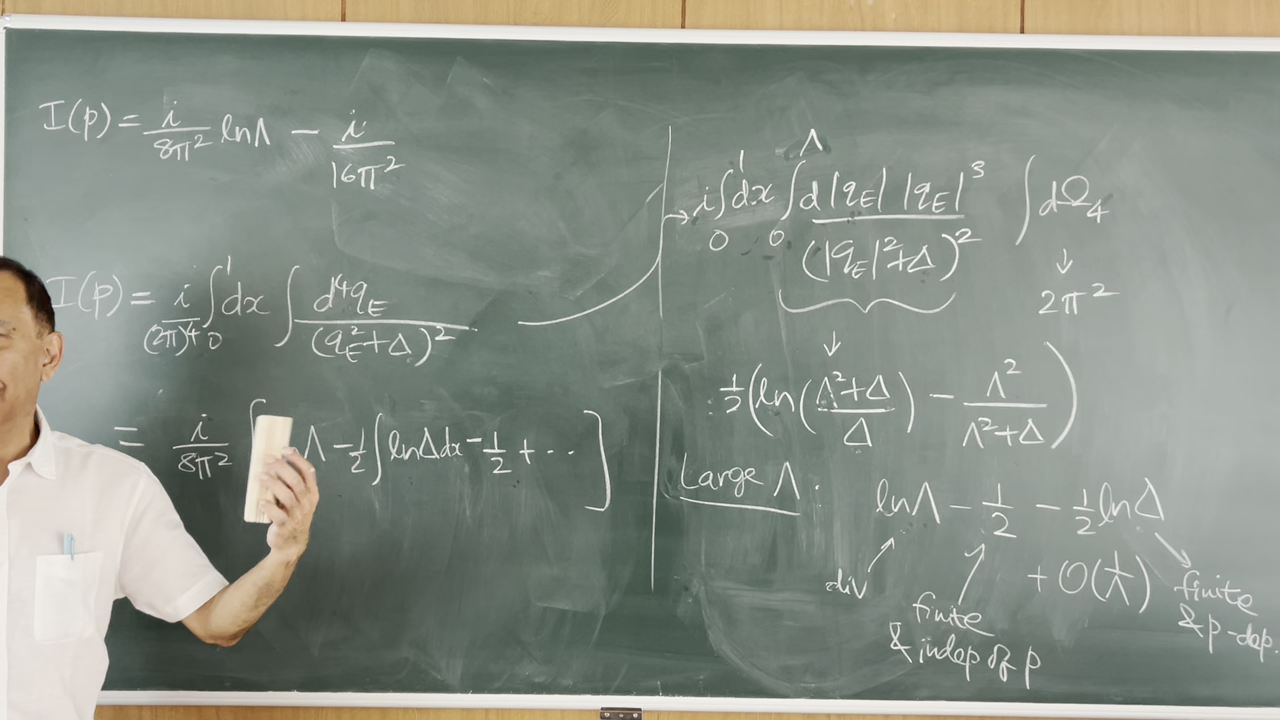 I(p) = i/8π² lnΛ − i/16π²
I(p) = i/(2π)⁴ ∫₀¹ dx ∫ d⁴q_E/(q_E²+Δ)²
= i/8π² [ Λ − 1/2 ∫ lnΔdx − 1/2 + ·· ]
→ i∫₀¹ dx ∫₀^Λ d|q_E| |q_E|³/(|q_E|²+Δ)² ∫ dΩ₄
↓
2π²
↓
1/2 (ln(Λ²+Δ/Δ) − Λ²/Λ²+Δ)
Large Λ :
lnΛ − 1/2 − 1/2 lnΔ
+ O(1/Λ)
div
finite
& indep of p
finite
& p-dep.